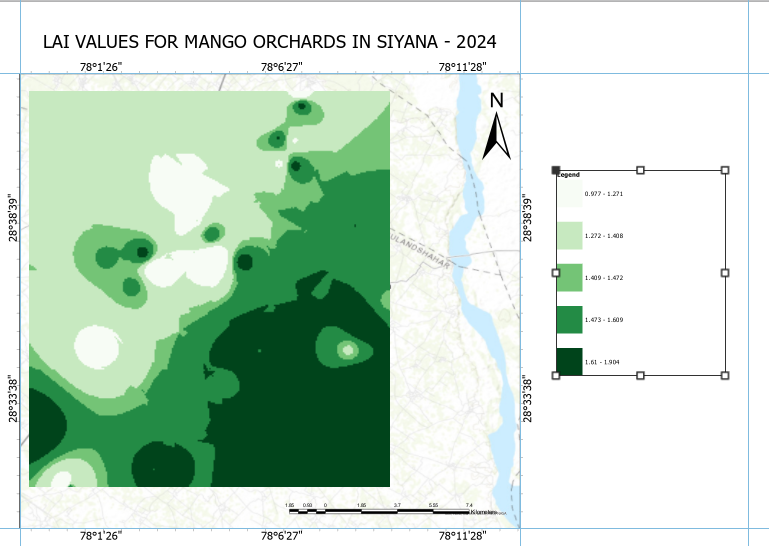 LAI VALUES FOR MANGO ORCHARDS IN SIYANA - 2024
78°1'26" 78°6'27" 78°11'28"
N
28°38'39" 28°38'39"
ULANDSHAHAR
28°33'38" 28°33'38"
1.85 0.93 0 1.85 3.7 5.55 7.4
Kilometers
78°1'26" 78°6'27" 78°11'28"
Legend
0.977 - 1.271
1.272 - 1.408
1.409 - 1.472
1.473 - 1.609
1.61 - 1.904